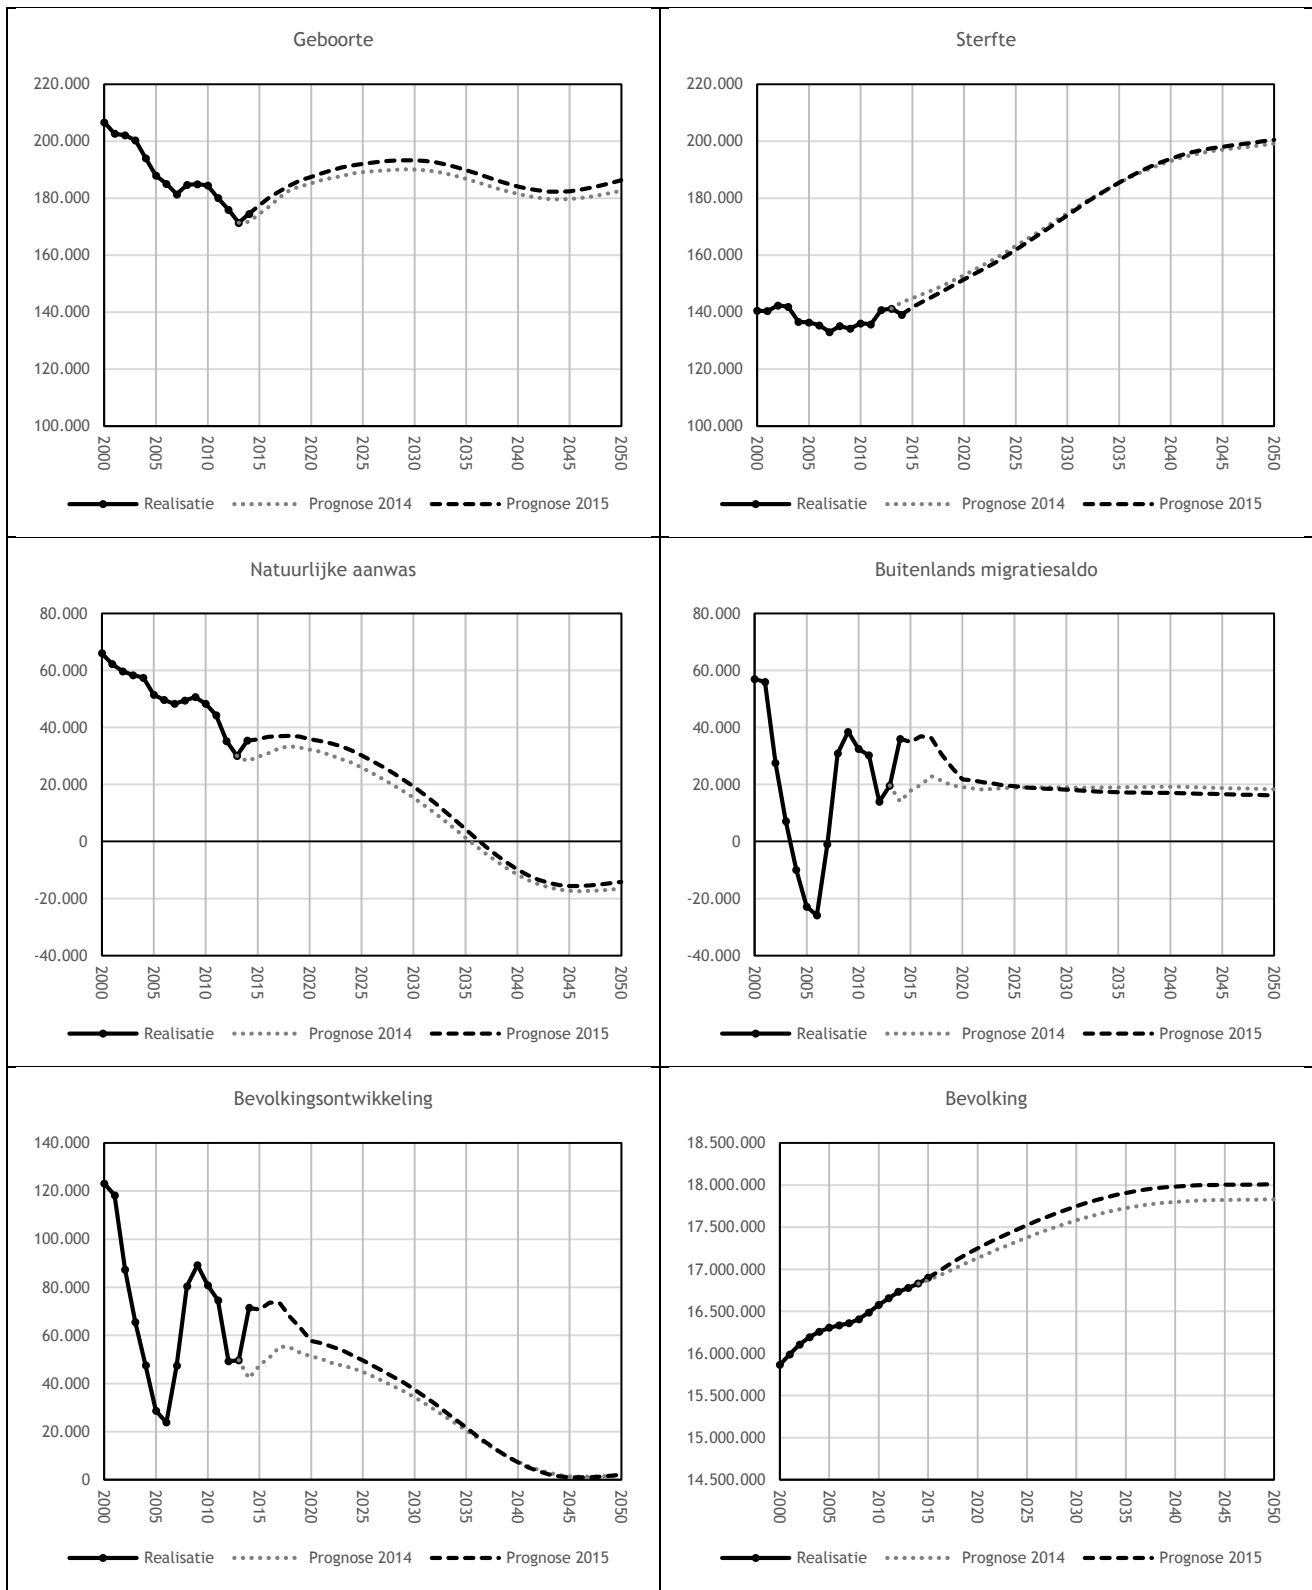 Geboorte
220.000
200.000
180.000
160.000
140.000
120.000
100.000
2000 2005 2010 2015 2020 2025 2030 2035 2040 2045 2050
Realisatie Prognose 2014 Prognose 2015
Sterfte
220.000
200.000
180.000
160.000
140.000
120.000
100.000
2000 2005 2010 2015 2020 2025 2030 2035 2040 2045 2050
Realisatie Prognose 2014 Prognose 2015
Natuurlijke aanwas
80.000
60.000
40.000
20.000
0
-20.000
-40.000
2000 2005 2010 2015 2020 2025 2030 2035 2040 2045 2050
Realisatie Prognose 2014 Prognose 2015
Buitenlands migratiesaldo
80.000
60.000
40.000
20.000
0
-20.000
-40.000
2000 2005 2010 2015 2020 2025 2030 2035 2040 2045 2050
Realisatie Prognose 2014 Prognose 2015
Bevolkingsontwikkeling
140.000
120.000
100.000
80.000
60.000
40.000
20.000
0
2000 2005 2010 2015 2020 2025 2030 2035 2040 2045 2050
Realisatie Prognose 2014 Prognose 2015
Bevolking
18.500.000
18.000.000
17.500.000
17.000.000
16.500.000
16.000.000
15.500.000
15.000.000
14.500.000
2000 2005 2010 2015 2020 2025 2030 2035 2040 2045 2050
Realisatie Prognose 2014 Prognose 2015